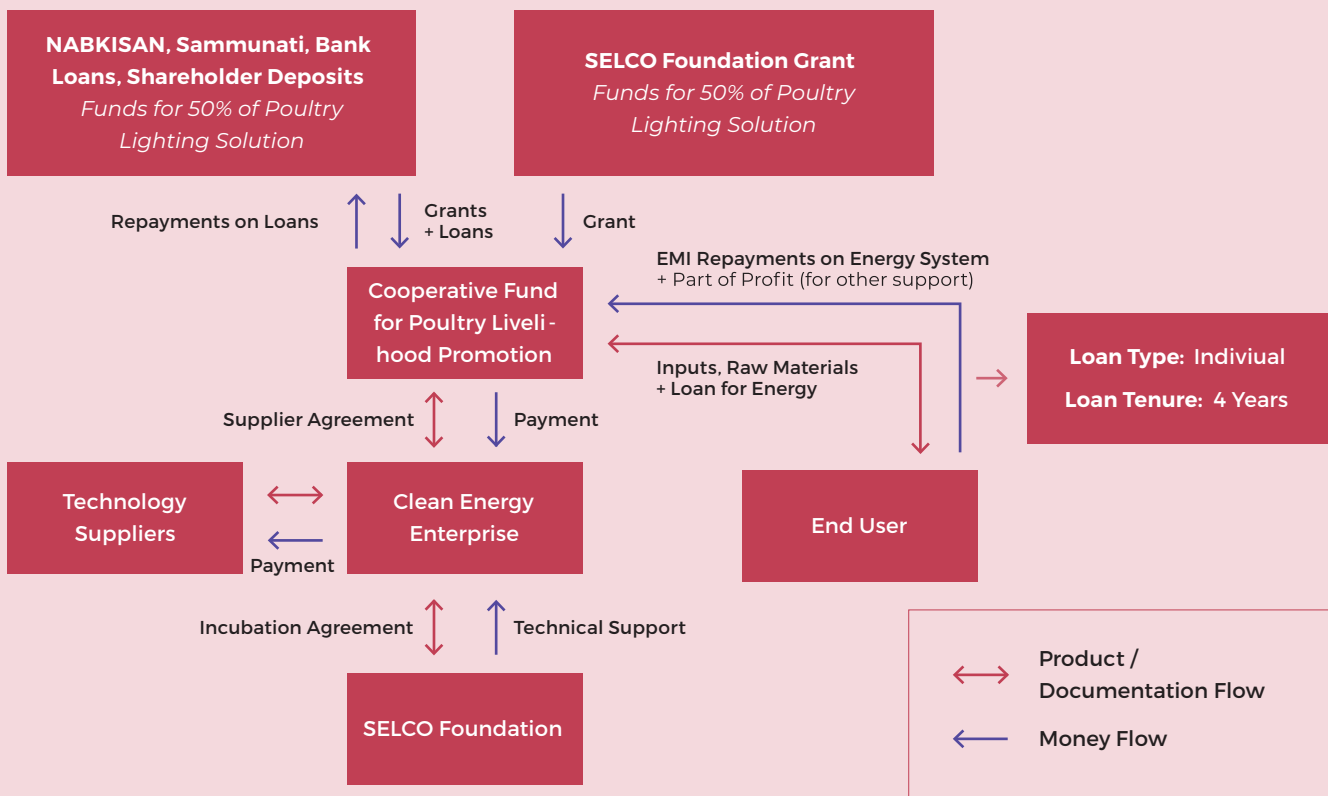 NABKISAN, Sammunati, Bank
Loans, Shareholder Deposits
Funds for 50% of Poultry
Lighting Solution
SELCO Foundation Grant
Funds for 50% of Poultry
Lighting Solution
Repayments on Loans
Grants
+ Loans
Grant
EMI Repayments on Energy System
+ Part of Profit (for other support)
Cooperative Fund
for Poultry Liveli-
hood Promotion
Inputs, Raw Materials
+ Loan for Energy
Loan Type: Indiviual
Loan Tenure: 4 Years
Supplier Agreement
Payment
Technology
Suppliers
Clean Energy
Enterprise
End User
Payment
Incubation Agreement
Technical Support
SELCO Foundation
Product /
Documentation Flow
Money Flow